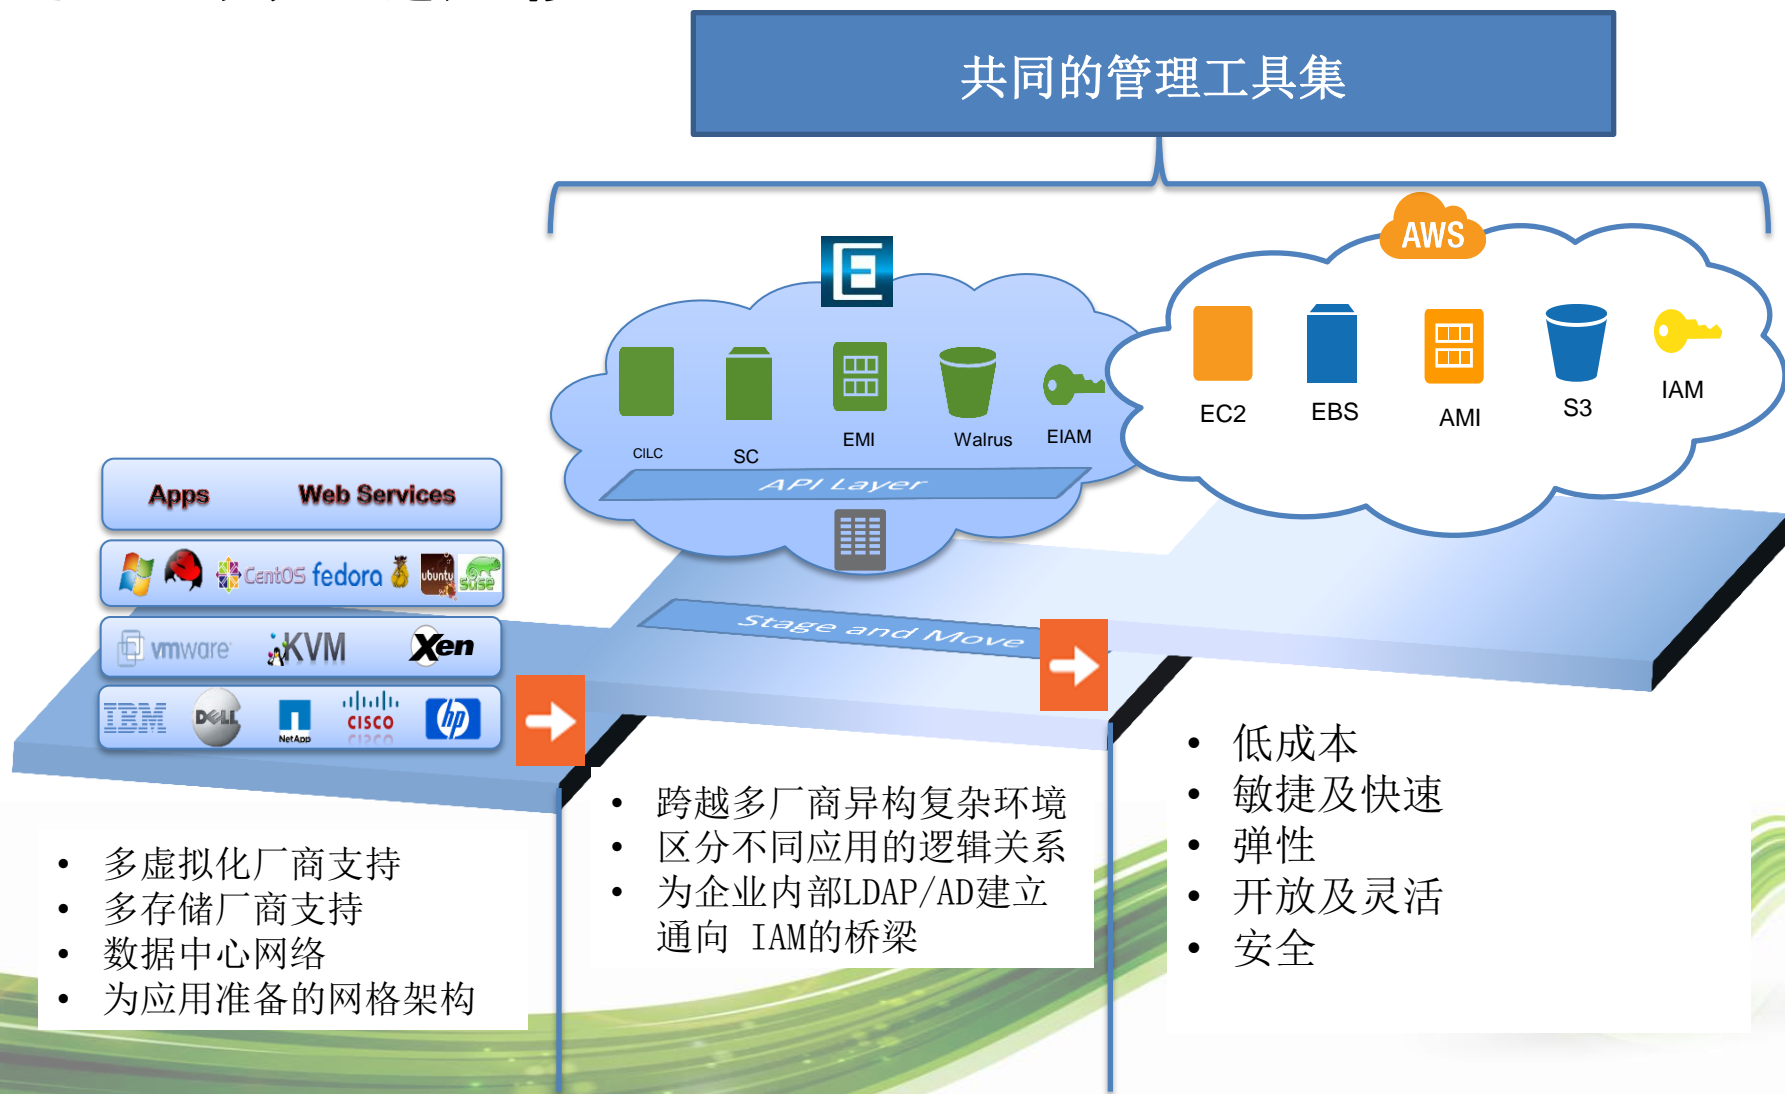 共同的管理工具集
AWS
EC2
EBS
AMI
S3
IAM
E
CILC
SC
EMI
Walrus
EIAM
API Layer
Apps Web Services
CentOS fedora ubuntu SUSE
vmware KVM Xen
IBM DELL NetApp CISCO hp
Stage and Move
• 多虚拟化厂商支持
• 多存储厂商支持
• 数据中心网络
• 为应用准备的网格架构
• 跨越多厂商异构复杂环境
• 区分不同应用的逻辑关系
• 为企业内部LDAP/AD建立
通向 IAM的桥梁
• 低成本
• 敏捷及快速
• 弹性
• 开放及灵活
• 安全